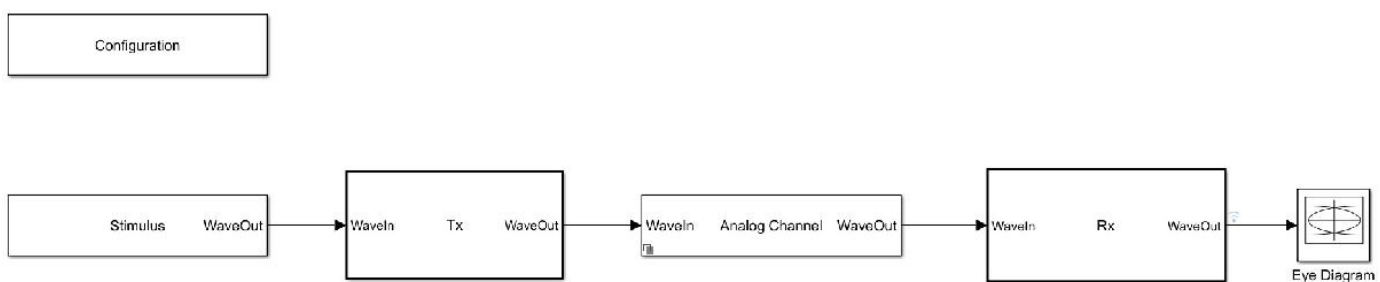 Configuration
Stimulus WaveOut WaveIn Tx WaveOut WaveIn Analog Channel WaveOut WaveIn Rx WaveOut
Eye Diagram